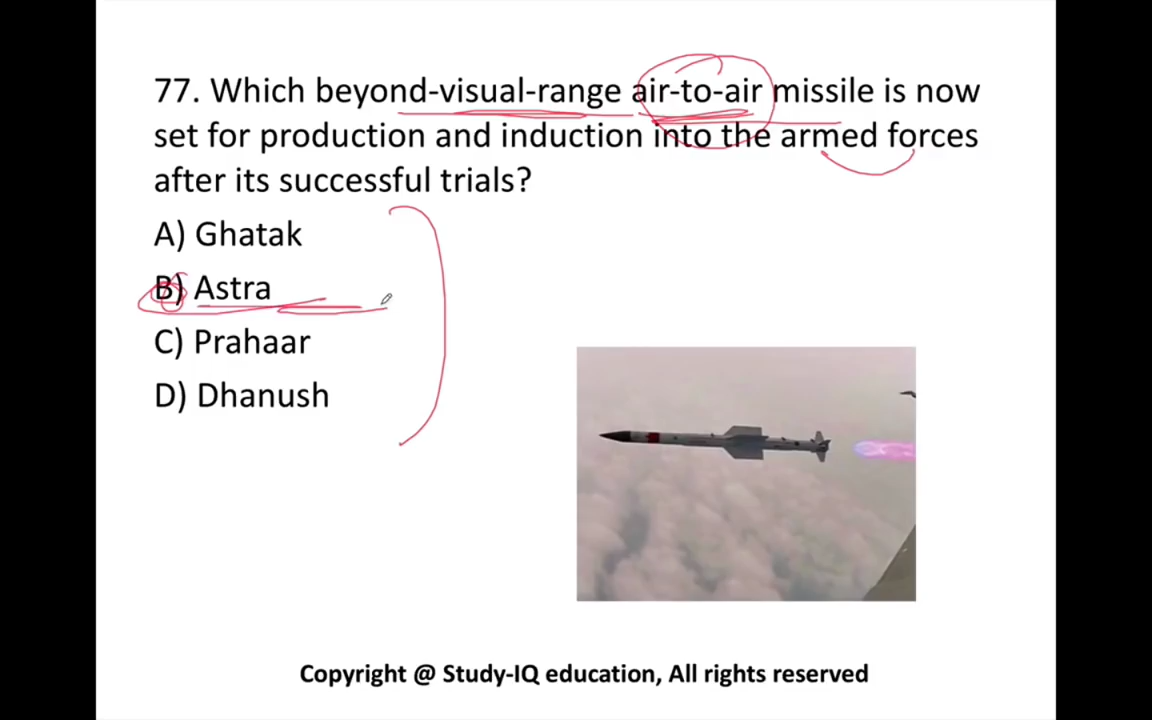 77. Which beyond-visual-range air-to-air missile is now
set for production and induction into the armed forces
after its successful trials?
A) Ghatak
B) Astra
C) Prahaar
D) Dhanush
Copyright @ Study-IQ education, All rights reserved